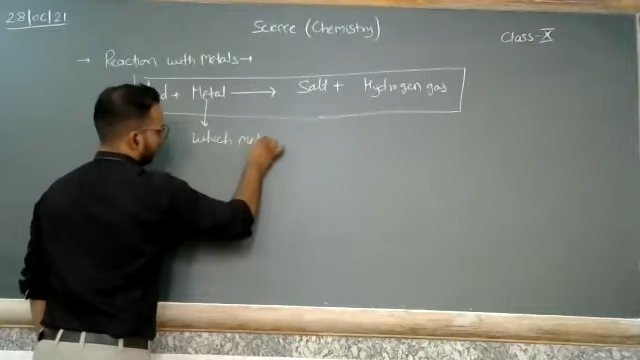 28/06/21
Science (Chemistry)
Class-X
→ Reaction with Metals →
+ Metal → Salt + Hydrogen gas
which